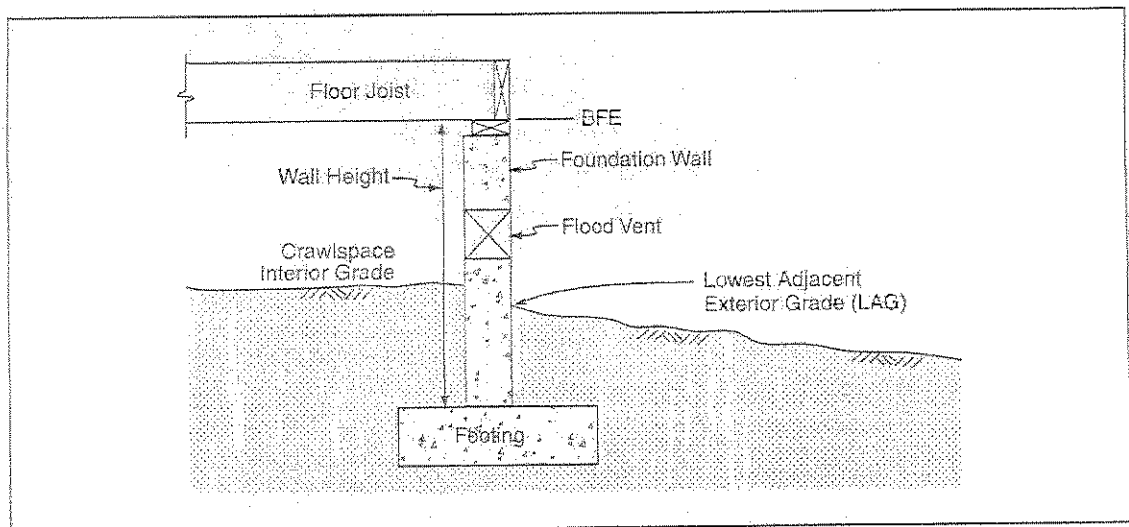 Floor Joist
BFE
Foundation Wall
Wall Height
Flood Vent
Crawlspace
Interior Grade
Lowest Adjacent
Exterior Grade (LAG)
Footing